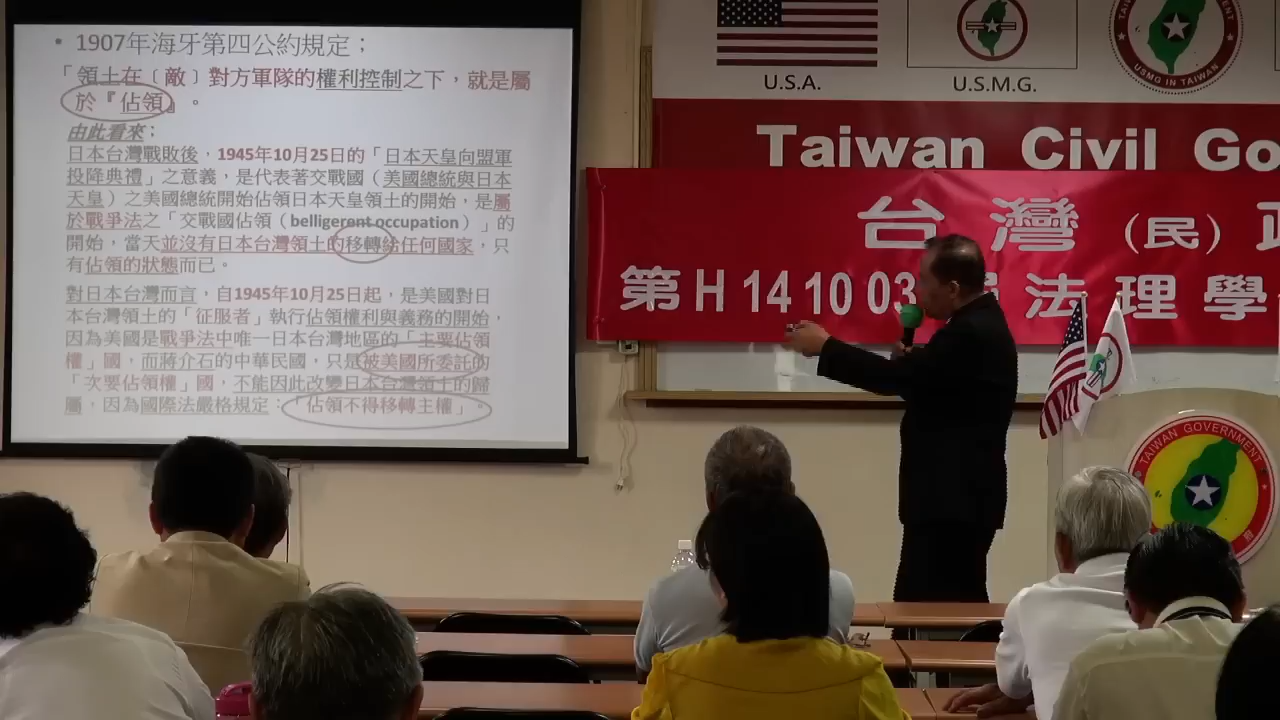 • 1907年海牙第四公約規定；
「領土在﹝敵﹞對方軍隊的權利控制之下，就是屬
於『佔領』。
由此看來；
日本台灣戰敗後，1945年10月25日的「日本天皇向盟軍
投降典禮」之意義，是代表著交戰國（美國總統與日本
天皇）之美國總統開始佔領日本天皇領土的開始，是屬
於戰爭法之「交戰國佔領（belligerent occupation）」的
開始，當天並沒有日本台灣領土的移轉給任何國家，只
有佔領的狀態而已。
對日本台灣而言，自1945年10月25日起，是美國對日
本台灣領土的「征服者」執行佔領權利與義務的開始，
因為美國是戰爭法中唯一日本台灣地區的「主要佔領
權」國，而蔣介石的中華民國，只是被美國所委託的
「次要佔領權」國，不能因此改變日本台灣領土的歸
屬，因為國際法嚴格規定：「佔領不得移轉主權」。
U.S.A.
U.S.M.G.
TAIWAN GOVERNMENT
USMG IN TAIWAN
Taiwan Civil Go
台灣（民）政
第H 14 10 03 法理學
TAIWAN GOVERNMENT